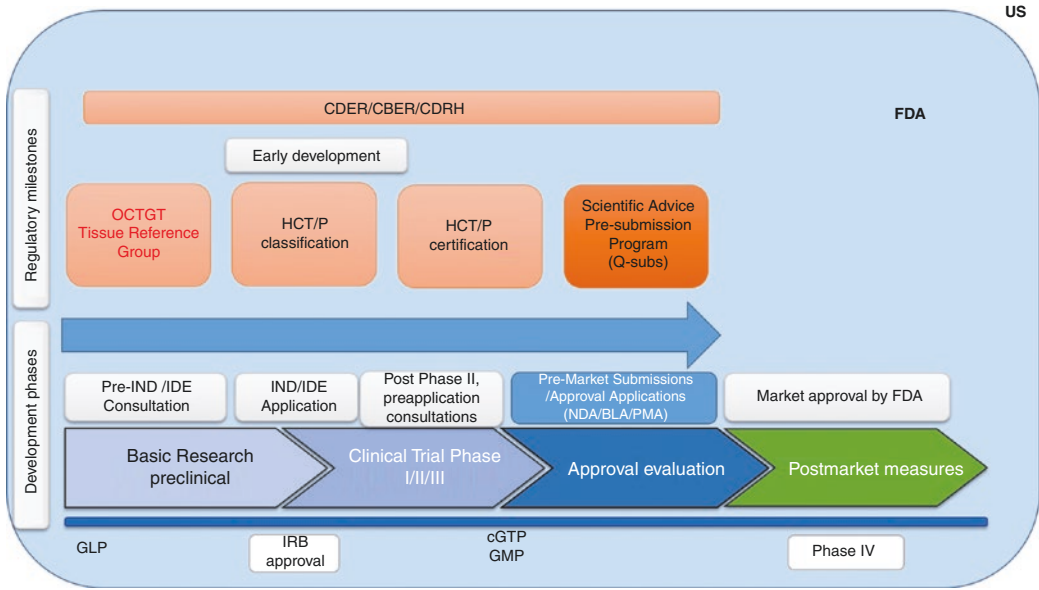 US
FDA
Regulatory milestones
CDER/CBER/CDRH
Early development
OCTGT
Tissue Reference
Group
HCT/P
classification
HCT/P
certification
Scientific Advice
Pre-submission
Program
(Q-subs)
Development phases
Pre-IND /IDE
Consultation
IND/IDE
Application
Post Phase II,
preapplication
consultations
Pre-Market Submissions
/Approval Applications
(NDA/BLA/PMA)
Market approval by FDA
Basic Research
preclinical
Clinical Trial Phase
I/II/III
Approval evaluation
Postmarket measures
GLP
IRB
approval
cGTP
GMP
Phase IV